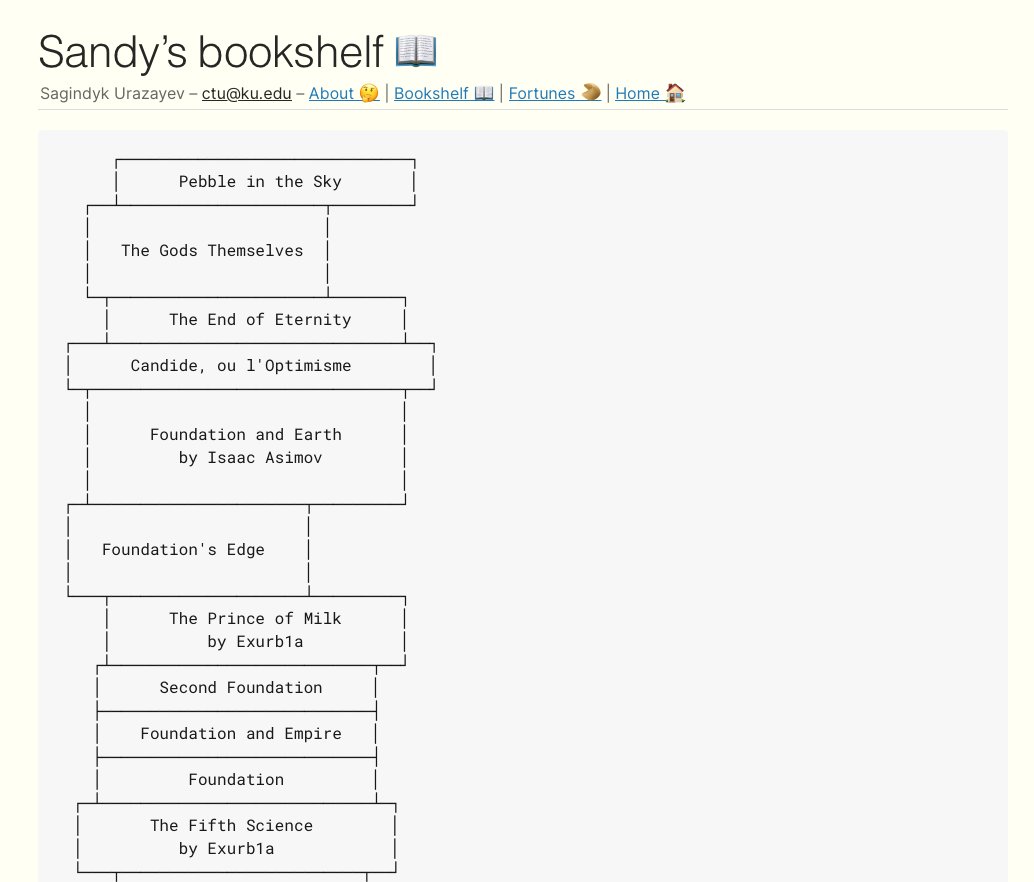 Sandy’s bookshelf 📖
Sagindyk Urazayev – ctu@ku.edu – About 🤔 | Bookshelf 📖 | Fortunes 🥠 | Home 🏠
Pebble in the Sky
The Gods Themselves
The End of Eternity
Candide, ou l'Optimisme
Foundation and Earth
by Isaac Asimov
Foundation's Edge
The Prince of Milk
by Exurb1a
Second Foundation
Foundation and Empire
Foundation
The Fifth Science
by Exurb1a